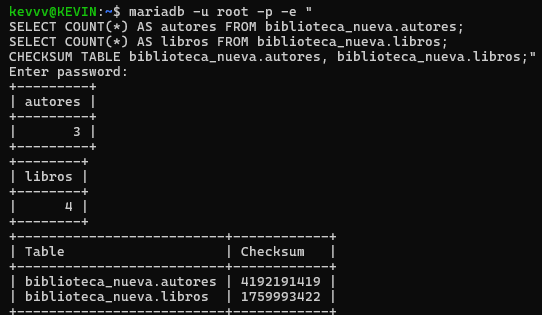 kevvv@KEVIN:~$ mariadb -u root -p -e "
SELECT COUNT(*) AS autores FROM biblioteca_nueva.autores;
SELECT COUNT(*) AS libros FROM biblioteca_nueva.libros;
CHECKSUM TABLE biblioteca_nueva.autores, biblioteca_nueva.libros;"
Enter password:
+---------+
| autores |
+---------+
|       3 |
+---------+
+--------+
| libros |
+--------+
|      4 |
+--------+
+--------------------------+------------+
| Table                    | Checksum   |
+--------------------------+------------+
| biblioteca_nueva.autores | 4192191419 |
| biblioteca_nueva.libros  | 1759993422 |
+--------------------------+------------+